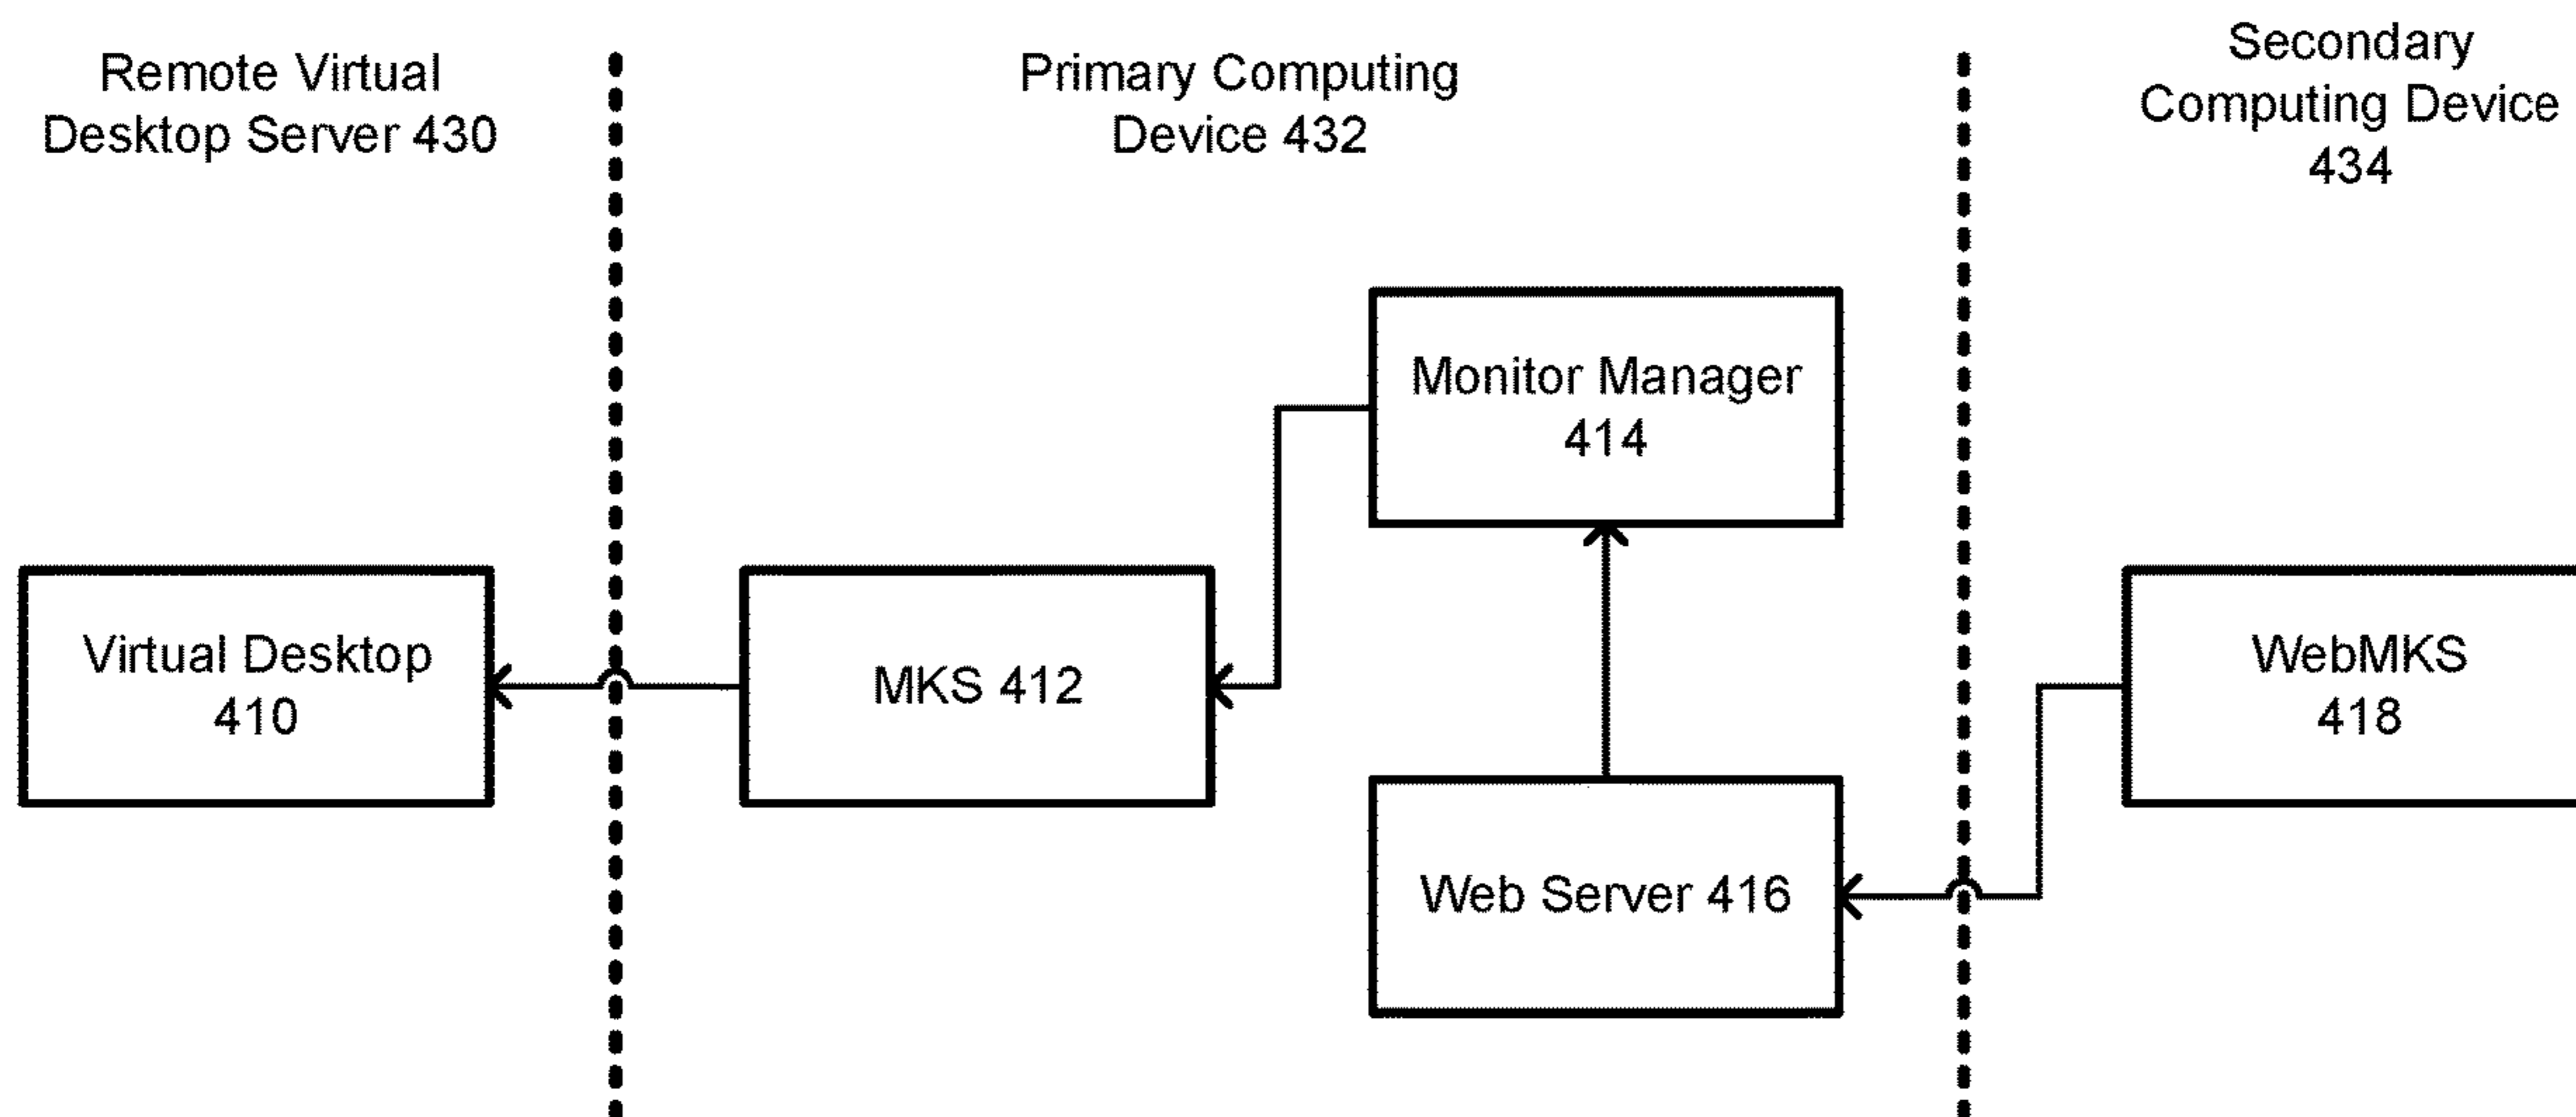 Remote Virtual
Desktop Server 430
Primary Computing
Device 432
Secondary
Computing Device
434
Monitor Manager
414
Virtual Desktop
410
MKS 412
WebMKS
418
Web Server 416